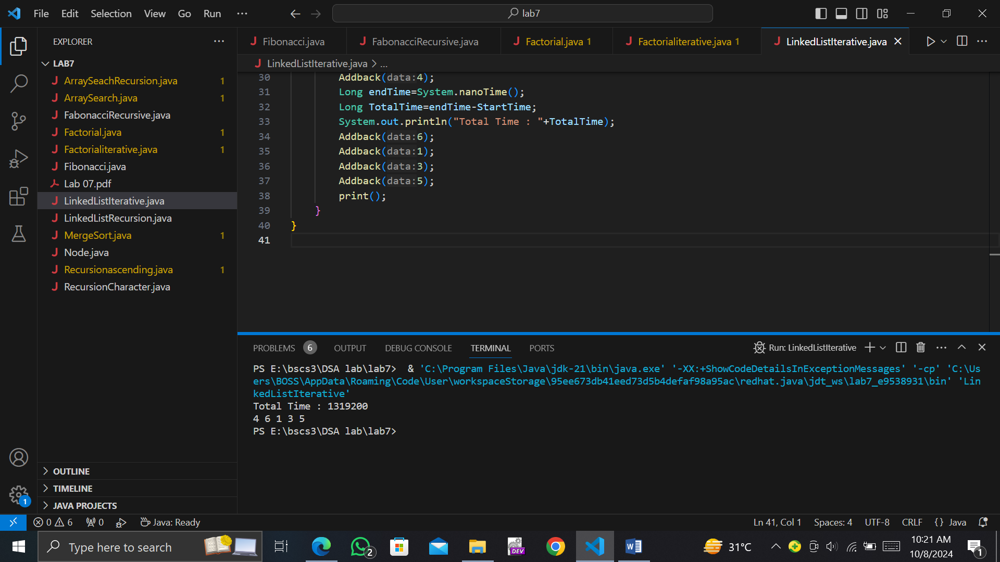 File Edit Selection View Go Run ···
lab7
EXPLORER
LAB7
ArraySeachRecursion.java 1
ArraySearch.java 1
FabonacciRecursive.java
Factorial.java 1
Factorialiterative.java 1
Fibonacci.java
Lab 07.pdf
LinkedListIterative.java
LinkedListRecursion.java
MergeSort.java 1
Node.java
Recursionascending.java 1
RecursionCharacter.java
OUTLINE
TIMELINE
JAVA PROJECTS
1
Fibonacci.java FabonacciRecursive.java Factorial.java 1 Factorialiterative.java 1 LinkedListIterative.java
LinkedListIterative.java > ...
30 Addback(data:4);
31 Long endTime=System.nanoTime();
32 Long TotalTime=endTime-StartTime;
33 System.out.println("Total Time : "+TotalTime);
34 Addback(data:6);
35 Addback(data:1);
36 Addback(data:3);
37 Addback(data:5);
38 print();
39 }
40 }
41
PROBLEMS 6 OUTPUT DEBUG CONSOLE TERMINAL PORTS
Run: LinkedListIterative
PS E:\bscs3\DSA lab\lab7>  & 'C:\Program Files\Java\jdk-21\bin\java.exe' '-XX:+ShowCodeDetailsInExceptionMessages' '-cp' 'C:\Us
ers\BOSS\AppData\Roaming\Code\User\workspaceStorage\95ee673db41eed73d5b4defaf98a95ac\redhat.java\jdt_ws\lab7_e9538931\bin' 'Lin
kedListIterative'
Total Time : 1319200
4 6 1 3 5
PS E:\bscs3\DSA lab\lab7>
0 6 0 Java: Ready
Ln 41, Col 1 Spaces: 4 UTF-8 CRLF {} Java
Type here to search
2
DEV
31°C
10:21 AM
10/8/2024
1